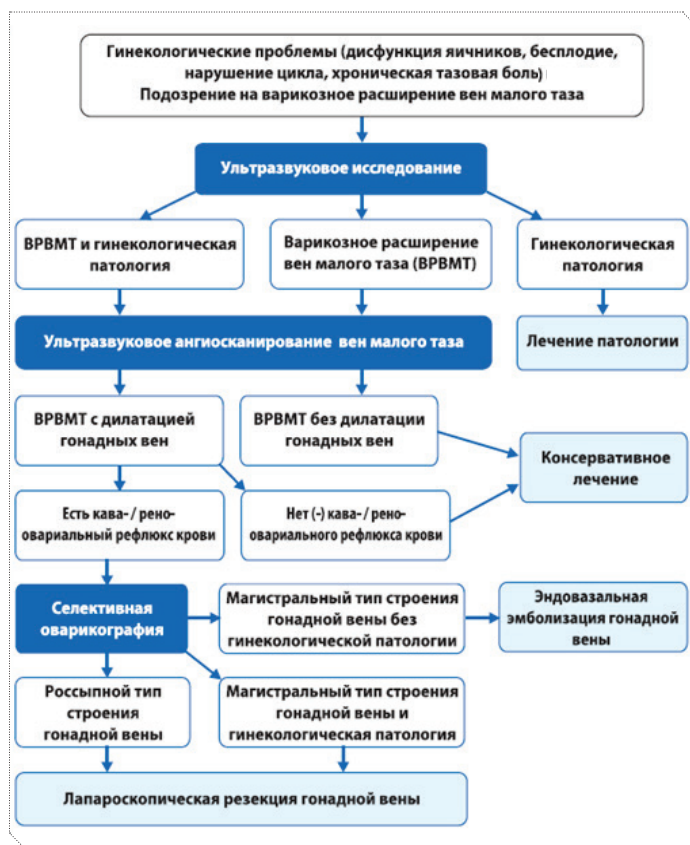 Гинекологические проблемы (дисфункция яичников, бесплодие,
нарушение цикла, хроническая тазовая боль)
Подозрение на варикозное расширение вен малого таза
Ультразвуковое исследование
ВРВМТ и гинекологическая
патология
Варикозное расширение
вен малого таза (ВРВМТ)
Гинекологическая
патология
Ультразвуковое ангиосканирование вен малого таза
Лечение патологии
ВРВМТ с дилатацией
гонадных вен
ВРВМТ без дилатации
гонадных вен
Консервативное
лечение
Есть кава- / рено-
овариальный рефлюкс крови
Нет (-) кава- / рено-
овариального рефлюкса крови
Селективная
оварикография
Магистральный тип строения
гонадной вены без
гинекологической патологии
Эндовазальная
эмболизация гонадной
вены
Россыпной тип
строения
гонадной вены
Магистральный тип строения
гонадной вены и
гинекологическая патология
Лапароскопическая резекция гонадной вены